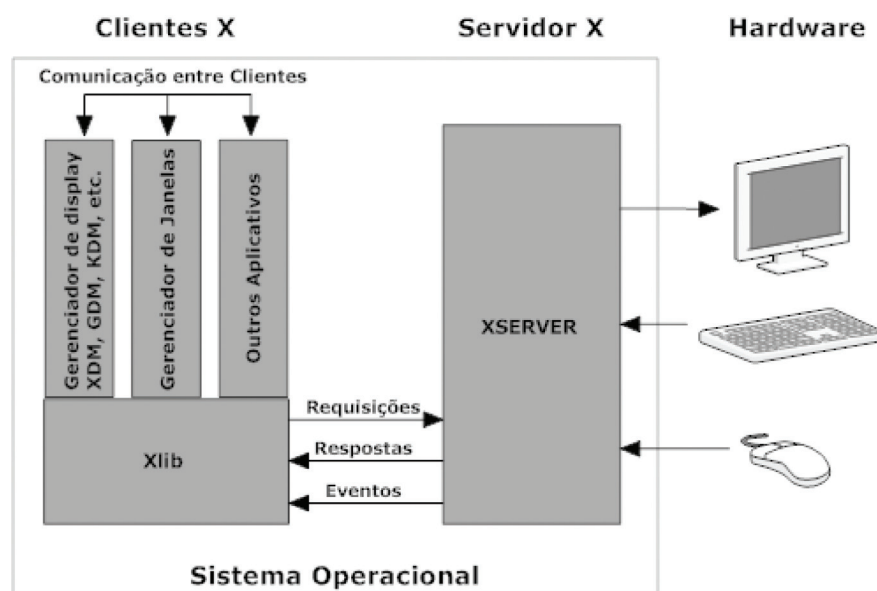 Clientes X
Servidor X
Hardware
Comunicação entre Clientes
Gerenciador de display
XDM, GDM, KDM, etc.
Gerenciador de Janelas
Outros Aplicativos
XSERVER
Requisições
Xlib
Respostas
Eventos
Sistema Operacional